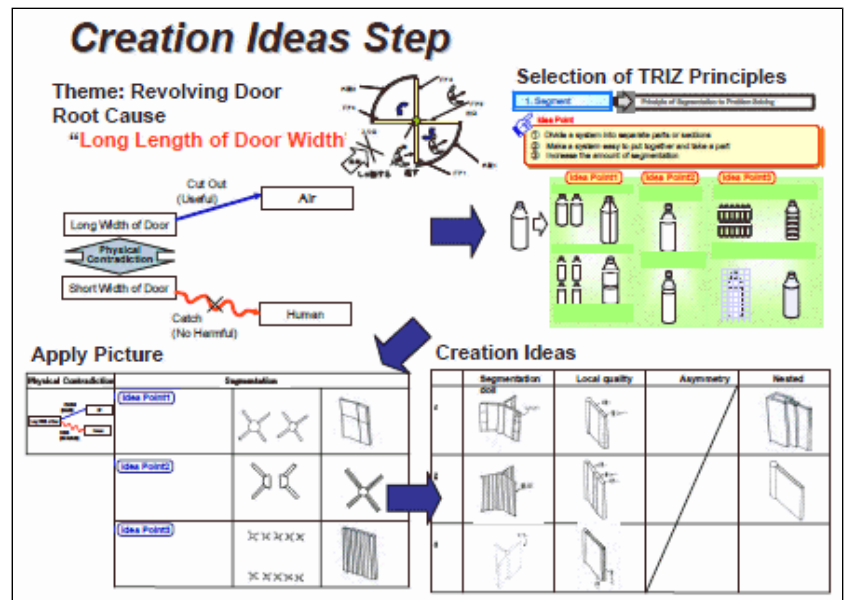 Creation Ideas Step
Theme: Revolving Door
Root Cause
“Long Length of Door Width
Selection of TRIZ Principles
1. Segment
Principle of Segmentation to Problem Solving
Idea Point
① Divide a system into separate parts or sections
② Make a system easy to put together and take a part
③ Increase the amount of segmentation
Idea Point1
Idea Point2
Idea Point3
Cut Out
(Useful)
Air
Long Width of Door
Physical
Contradiction
Short Width of Door
Catch
(No Harmful)
Human
Apply Picture
Physical Contradiction
Segmentation
Idea Point1
Idea Point2
Idea Point3
Creation Ideas
Segmentation
Local quality
Asymmetry
Nested